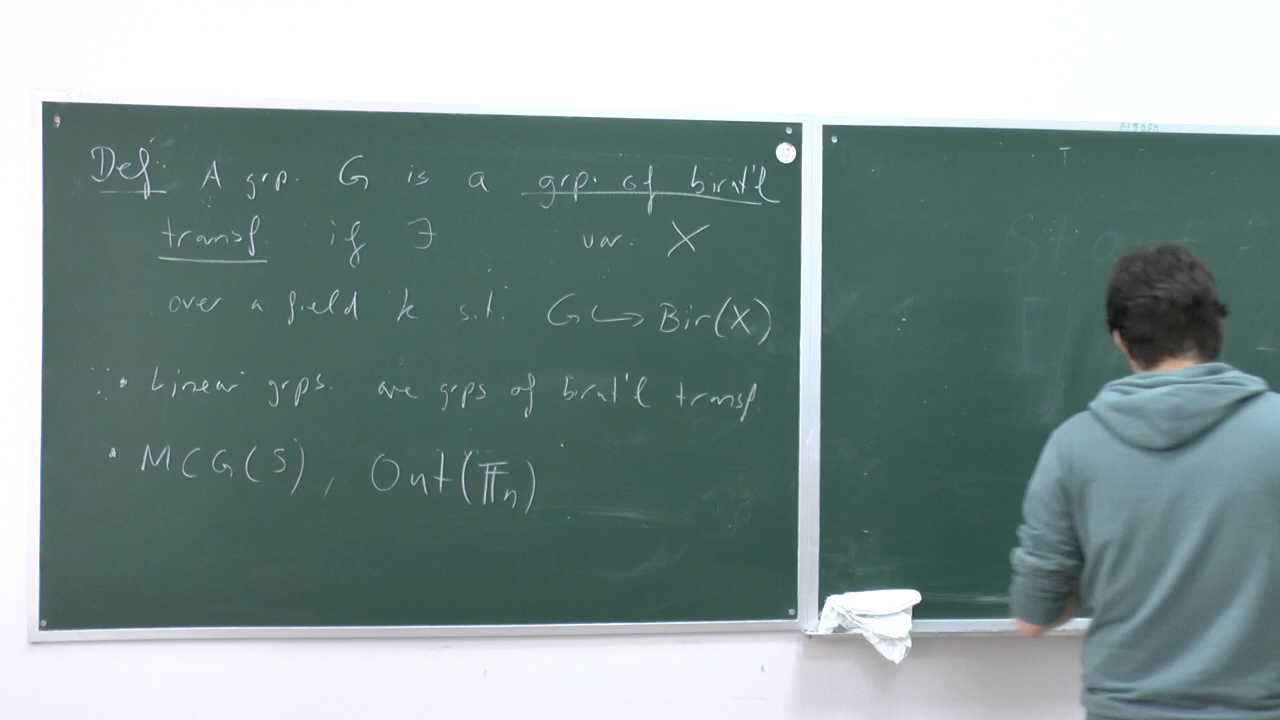 Def: A grp. G is a grp. of birat'l
transf. if ∃ var. X
over a field k s.t. G ↪ Bir(X)
• Linear grps. are grps of birat'l transf
• MCG(S), Out(𝔽n)